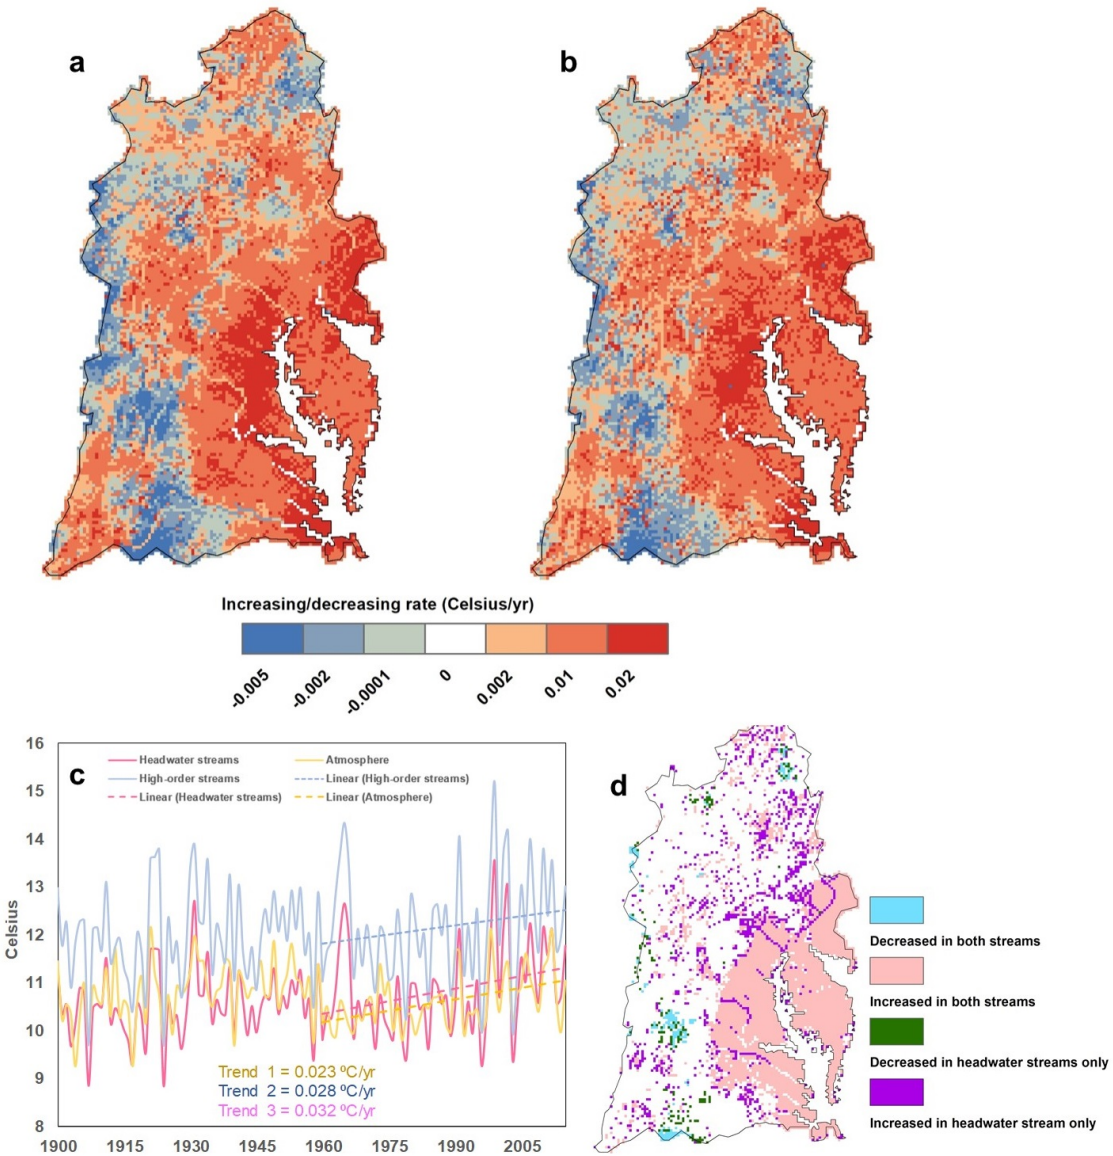 a
b
Increasing/decreasing rate (Celsius/yr)
-0.005
-0.002
-0.0001
0
0.002
0.01
0.02
c
Celsius
16
15
14
13
12
11
10
9
8
Headwater streams
Atmosphere
High-order streams
Linear (High-order streams)
Linear (Headwater streams)
Linear (Atmosphere)
Trend 1 = 0.023 ºC/yr
Trend 2 = 0.028 ºC/yr
Trend 3 = 0.032 ºC/yr
1900 1915 1930 1945 1960 1975 1990 2005
d
Decreased in both streams
Increased in both streams
Decreased in headwater streams only
Increased in headwater stream only